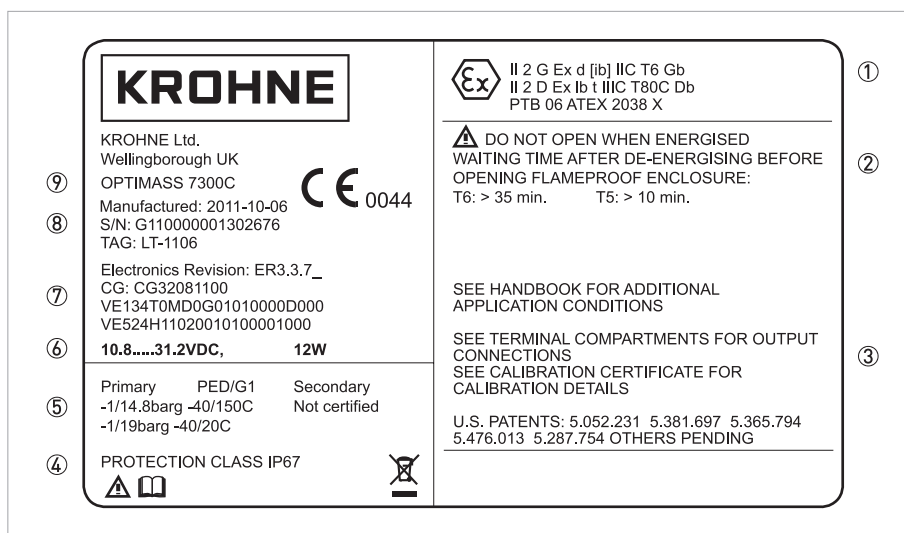 KROHNE
KROHNE Ltd.
Wellingborough UK
⑨ OPTIMASS 7300C
CE 0044
Manufactured: 2011-10-06
⑧ S/N: G110000001302676
TAG: LT-1106
Electronics Revision: ER3.3.7_
⑦ CG: CG32081100
VE134T0MD0G01010000D000
VE524H11020010100001000
⑥ 10.8.....31.2VDC, 12W
Primary PED/G1 Secondary
⑤ -1/14.8barg -40/150C Not certified
-1/19barg -40/20C
④ PROTECTION CLASS IP67
Ex
II 2 G Ex d [ib] IIC T6 Gb ①
II 2 D Ex Ib t IIIC T80C Db
PTB 06 ATEX 2038 X
DO NOT OPEN WHEN ENERGISED
WAITING TIME AFTER DE-ENERGISING BEFORE ②
OPENING FLAMEPROOF ENCLOSURE:
T6: > 35 min. T5: > 10 min.
SEE HANDBOOK FOR ADDITIONAL
APPLICATION CONDITIONS
SEE TERMINAL COMPARTMENTS FOR OUTPUT
CONNECTIONS ③
SEE CALIBRATION CERTIFICATE FOR
CALIBRATION DETAILS
U.S. PATENTS: 5.052.231 5.381.697 5.365.794
5.476.013 5.287.754 OTHERS PENDING